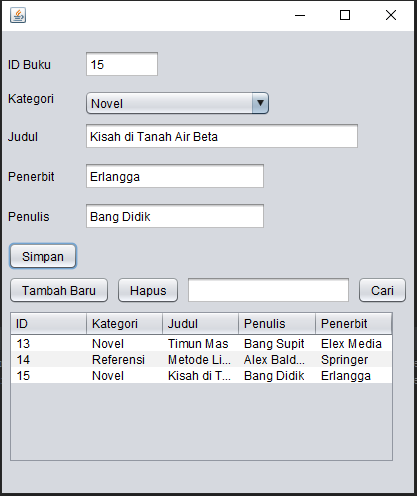 ID Buku 15
Kategori Novel
Judul Kisah di Tanah Air Beta
Penerbit Erlangga
Penulis Bang Didik
Simpan
Tambah Baru Hapus Cari
ID Kategori Judul Penulis Penerbit
13 Novel Timun Mas Bang Supit Elex Media
14 Referensi Metode Li... Alex Bald... Springer
15 Novel Kisah di T... Bang Didik Erlangga